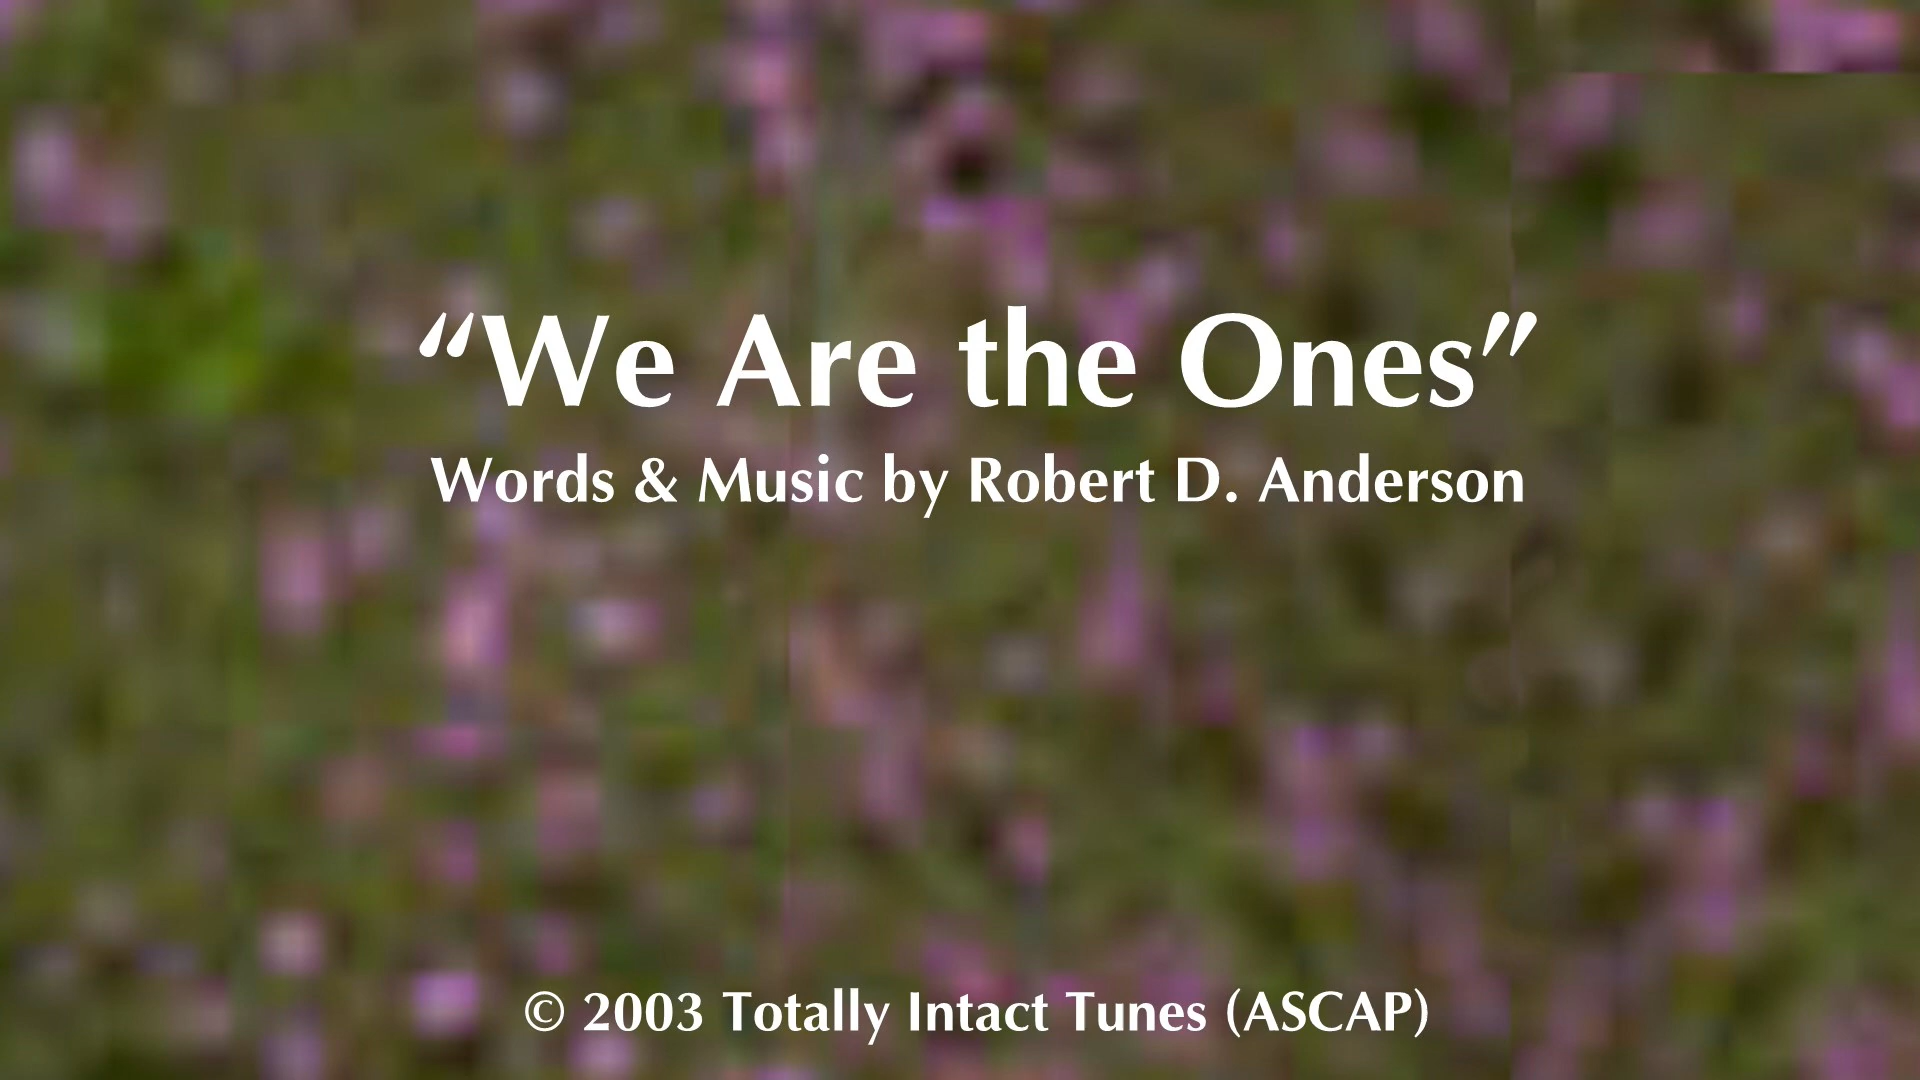 “We Are the Ones”
Words & Music by Robert D. Anderson
© 2003 Totally Intact Tunes (ASCAP)